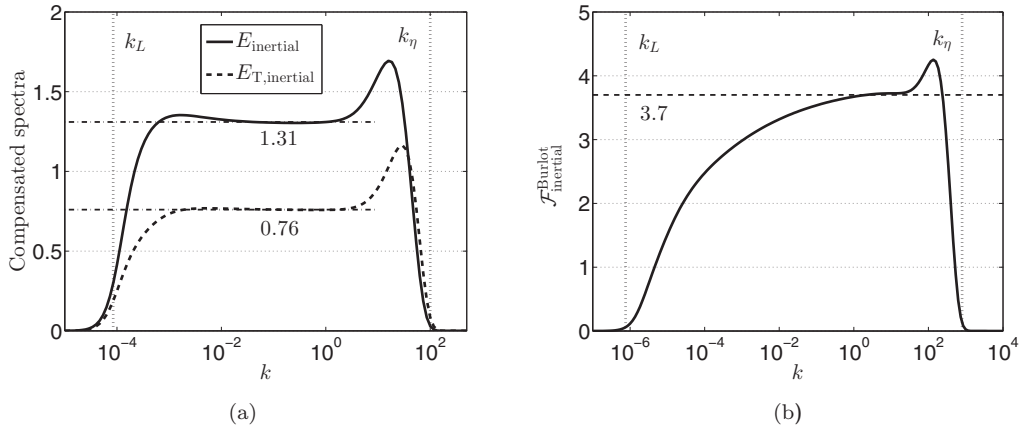 2
1.5
1
0.5
0
Compensated spectra
k_L
k_η
E_inertial
E_T,inertial
1.31
0.76
10^−4
10^−2
10^0
10^2
k
(a)
5
4
3
2
1
0
F^Burlot_inertial
k_L
k_η
3.7
10^−6
10^−4
10^−2
10^0
10^2
10^4
k
(b)